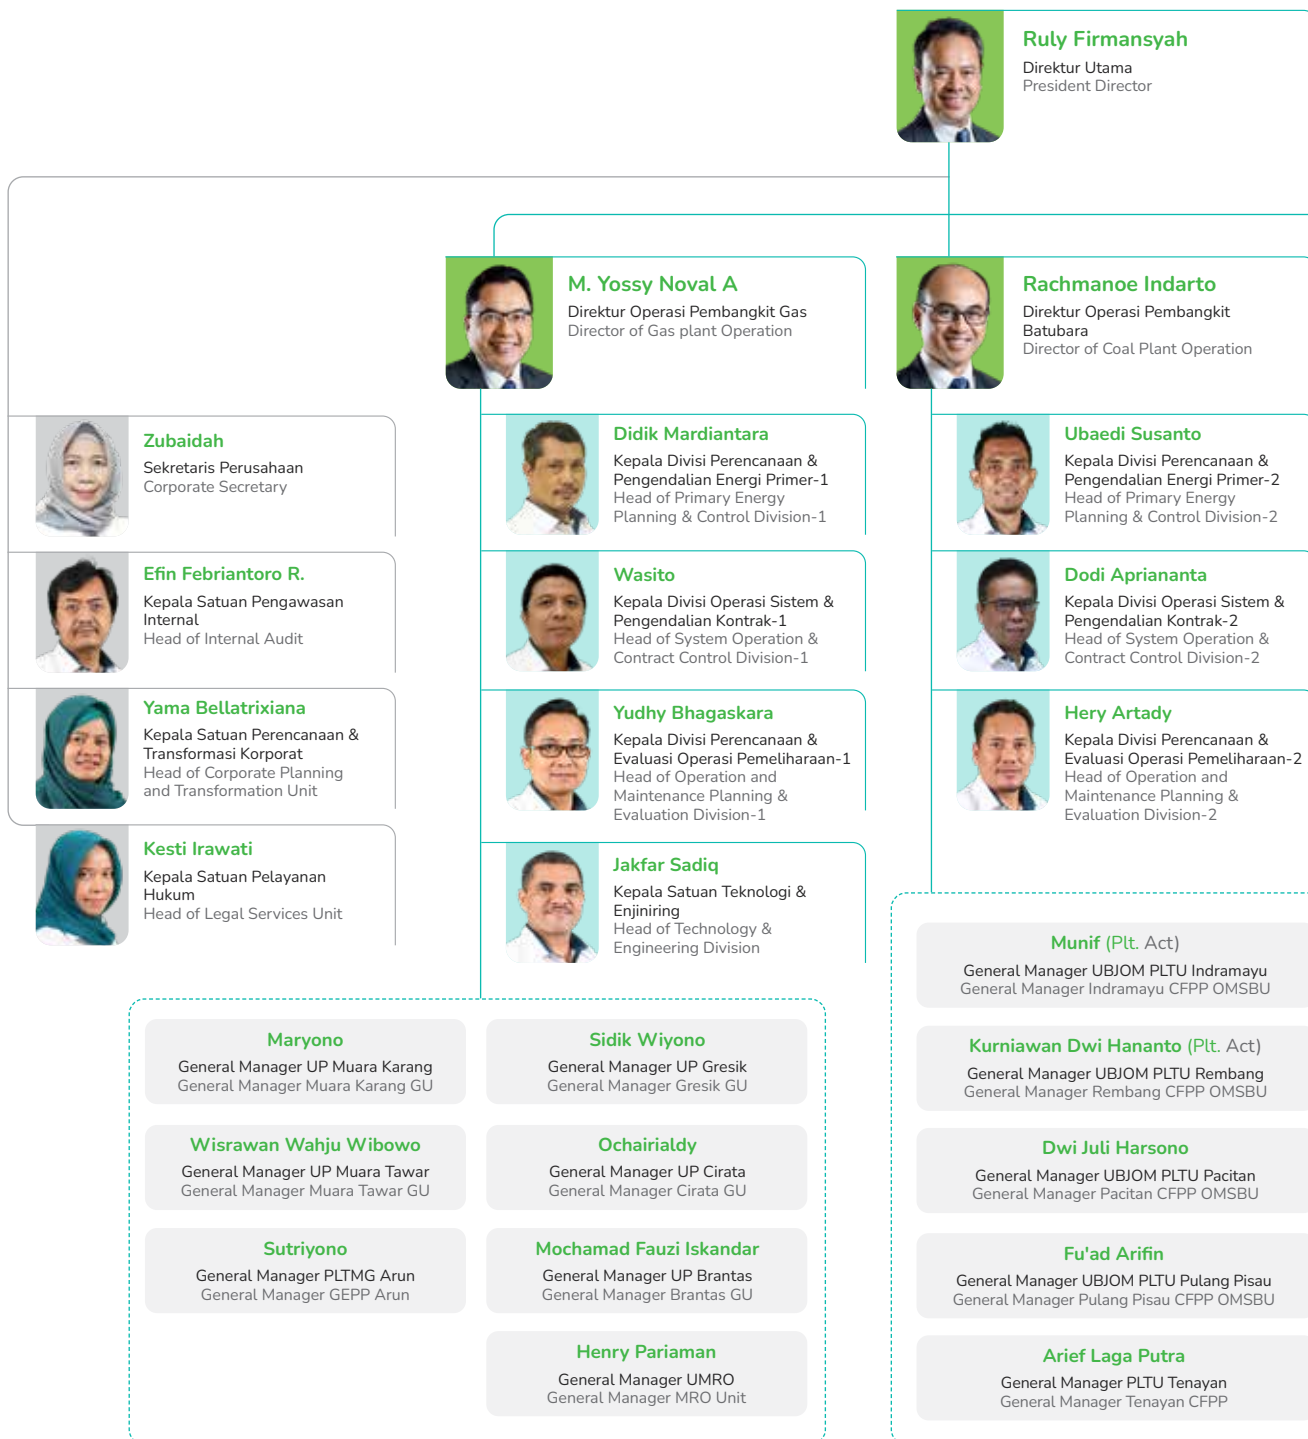 Ruly Firmansyah
Direktur Utama
President Director
M. Yossy Noval A
Direktur Operasi Pembangkit Gas
Director of Gas plant Operation
Rachmanoe Indarto
Direktur Operasi Pembangkit
Batubara
Director of Coal Plant Operation
Zubaidah
Sekretaris Perusahaan
Corporate Secretary
Efin Febriantoro R.
Kepala Satuan Pengawasan
Internal
Head of Internal Audit
Yama Bellatrixiana
Kepala Satuan Perencanaan &
Transformasi Korporat
Head of Corporate Planning
and Transformation Unit
Kesti Irawati
Kepala Satuan Pelayanan
Hukum
Head of Legal Services Unit
Didik Mardiantara
Kepala Divisi Perencanaan &
Pengendalian Energi Primer-1
Head of Primary Energy
Planning & Control Division-1
Wasito
Kepala Divisi Operasi Sistem &
Pengendalian Kontrak-1
Head of System Operation &
Contract Control Division-1
Yudhy Bhagaskara
Kepala Divisi Perencanaan &
Evaluasi Operasi Pemeliharaan-1
Head of Operation and
Maintenance Planning &
Evaluation Division-1
Jakfar Sadiq
Kepala Satuan Teknologi &
Enjiniring
Head of Technology &
Engineering Division
Ubaedi Susanto
Kepala Divisi Perencanaan &
Pengendalian Energi Primer-2
Head of Primary Energy
Planning & Control Division-2
Dodi Apriananta
Kepala Divisi Operasi Sistem &
Pengendalian Kontrak-2
Head of System Operation &
Contract Control Division-2
Hery Artady
Kepala Divisi Perencanaan &
Evaluasi Operasi Pemeliharaan-2
Head of Operation and
Maintenance Planning &
Evaluation Division-2
Maryono
General Manager UP Muara Karang
General Manager Muara Karang GU
Wisrawan Wahju Wibowo
General Manager UP Muara Tawar
General Manager Muara Tawar GU
Sutriyono
General Manager PLTMG Arun
General Manager GEPP Arun
Sidik Wiyono
General Manager UP Gresik
General Manager Gresik GU
Ochairialdy
General Manager UP Cirata
General Manager Cirata GU
Mochamad Fauzi Iskandar
General Manager UP Brantas
General Manager Brantas GU
Henry Pariaman
General Manager UMRO
General Manager MRO Unit
Munif (Plt. Act)
General Manager UBJOM PLTU Indramayu
General Manager Indramayu CFPP OMSBU
Kurniawan Dwi Hananto (Plt. Act)
General Manager UBJOM PLTU Rembang
General Manager Rembang CFPP OMSBU
Dwi Juli Harsono
General Manager UBJOM PLTU Pacitan
General Manager Pacitan CFPP OMSBU
Fu'ad Arifin
General Manager UBJOM PLTU Pulang Pisau
General Manager Pulang Pisau CFPP OMSBU
Arief Laga Putra
General Manager PLTU Tenayan
General Manager Tenayan CFPP